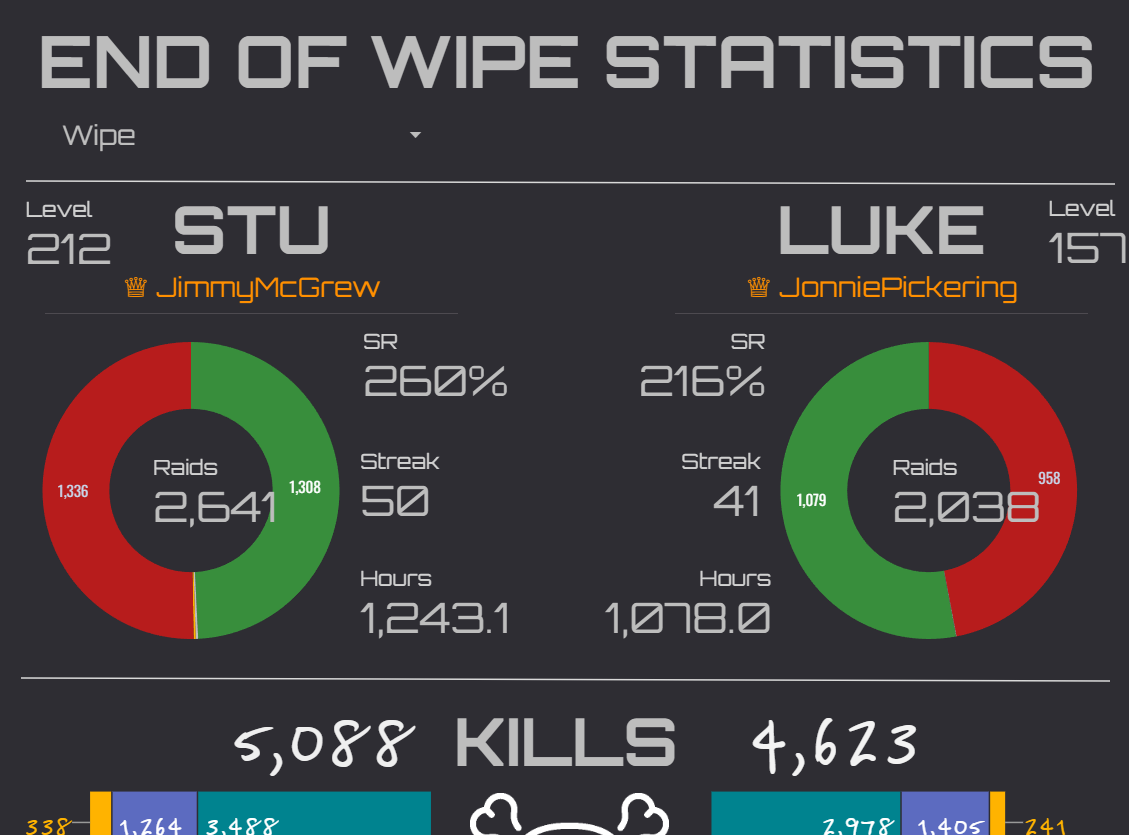 END OF WIPE STATISTICS
Wipe
Level
212
STU
♕ JimmyMcGrew
LUKE
Level
157
♕ JonniePickering
1,336
Raids
2,641
1,308
SR
260%
Streak
50
Hours
1,243.1
SR
216%
Streak
41
Hours
1,078.0
1,079
Raids
2,038
958
5,088 KILLS 4,623
338 1,264 3,488 2,978 1,405 241